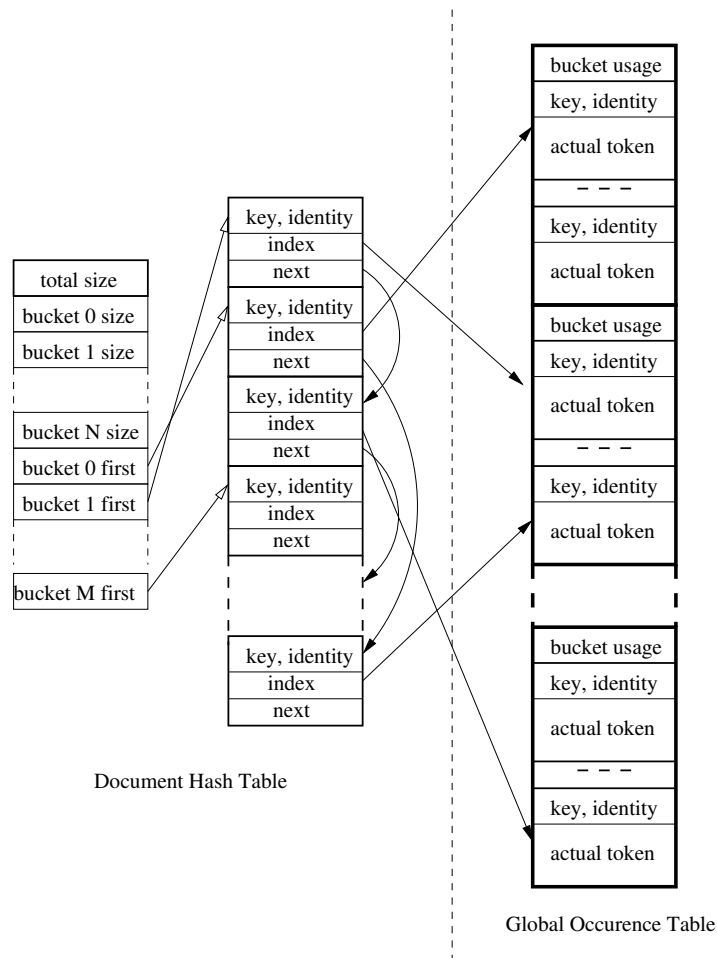 total size
bucket 0 size
bucket 1 size
bucket N size
bucket 0 first
bucket 1 first
bucket M first
key, identity
index
next
key, identity
index
next
key, identity
index
next
key, identity
index
next
key, identity
index
next
Document Hash Table
bucket usage
key, identity
actual token
key, identity
actual token
bucket usage
key, identity
actual token
key, identity
actual token
bucket usage
key, identity
actual token
key, identity
actual token
Global Occurence Table